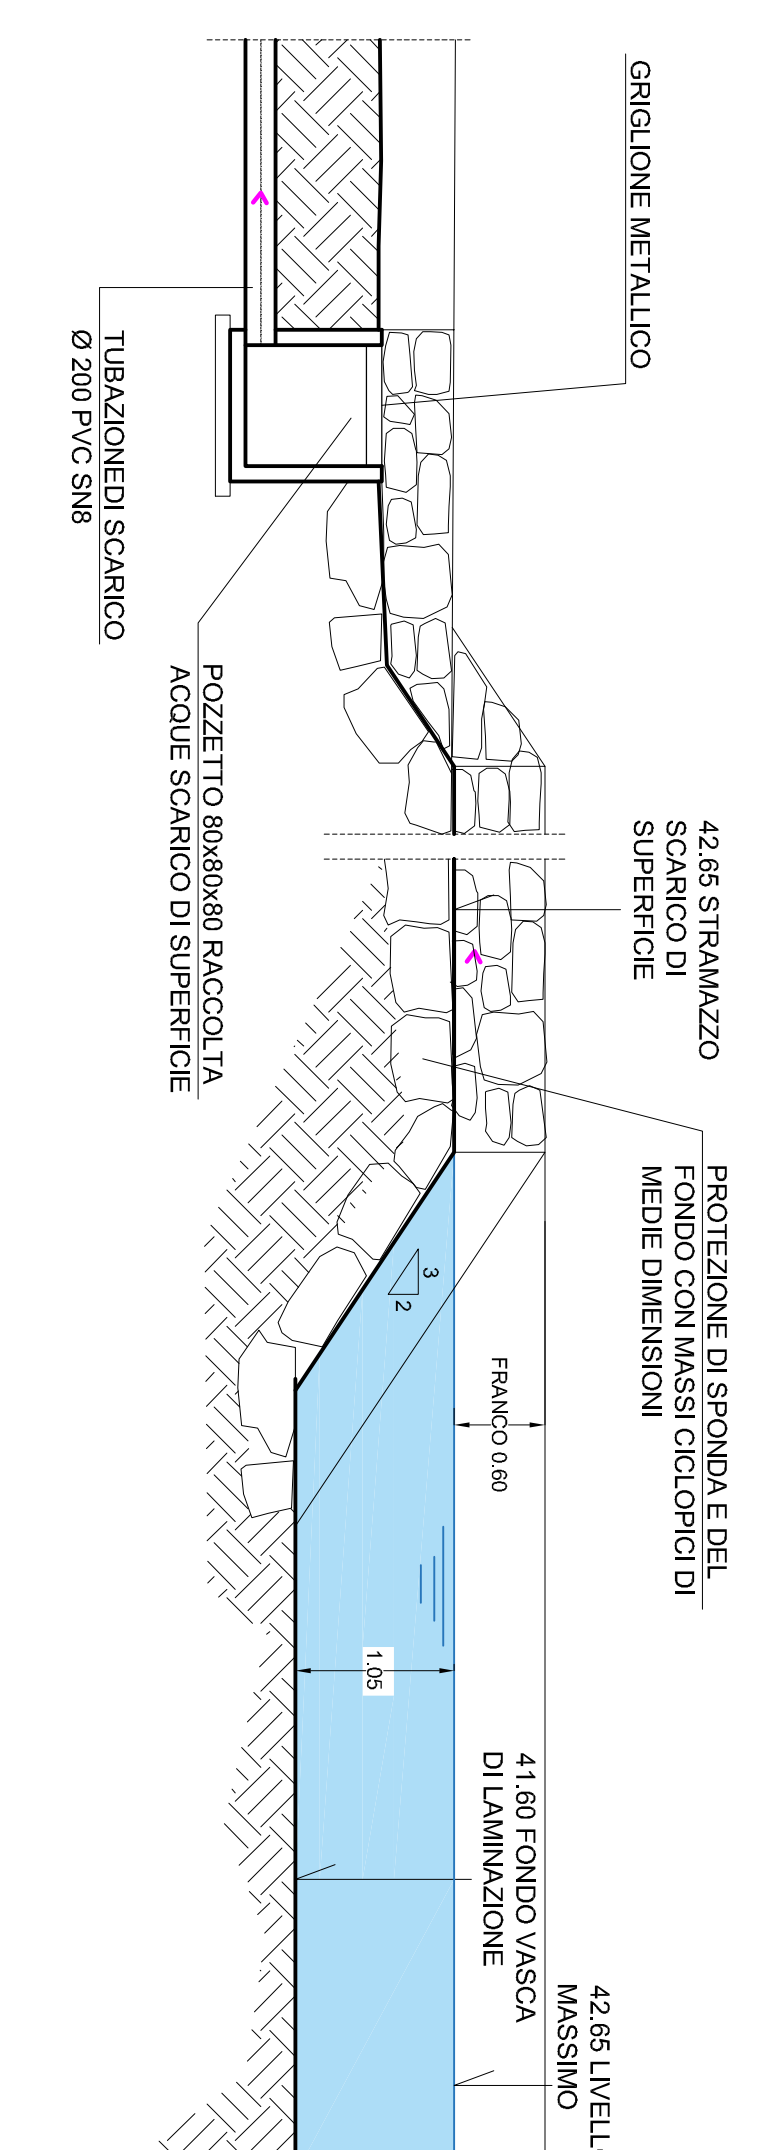 GRIGLIONE METALLICO
TUBAZIONEDI SCARICO
Ø 200 PVC SN8
POZZETTO 80x80x80 RACCOLTA
ACQUE SCARICO DI SUPERFICIE
42.65 STRAMAZZO
SCARICO DI
SUPERFICIE
PROTEZIONE DI SPONDA E DEL
FONDO CON MASSI CICLOPICI DI
MEDIE DIMENSIONI
3
2
FRANCO 0.60
1.05
41.60 FONDO VASCA
DI LAMINAZIONE
42.65 LIVELL
MASSIMO